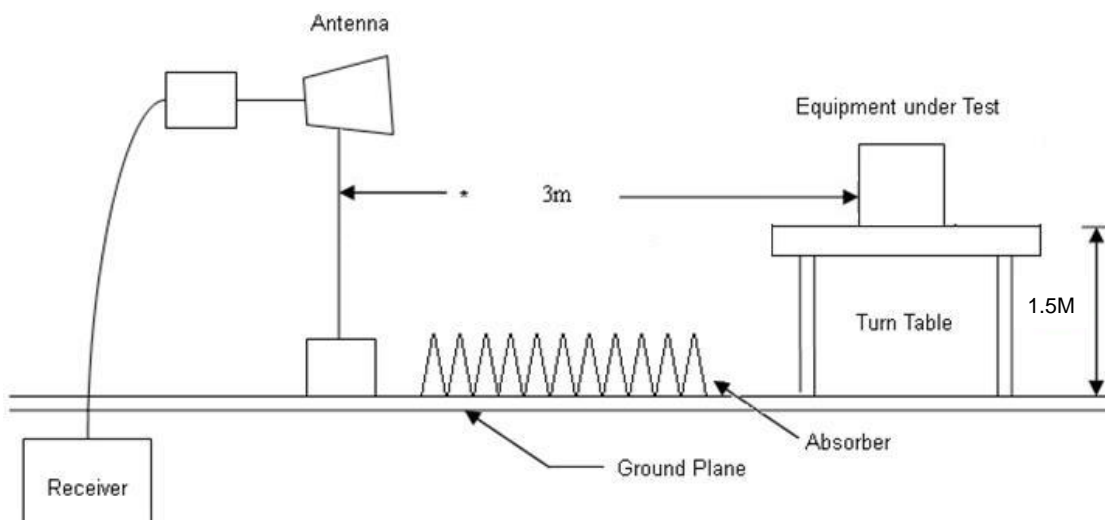 Antenna
Equipment under Test
* 3m
1.5M
Turn Table
Absorber
Ground Plane
Receiver